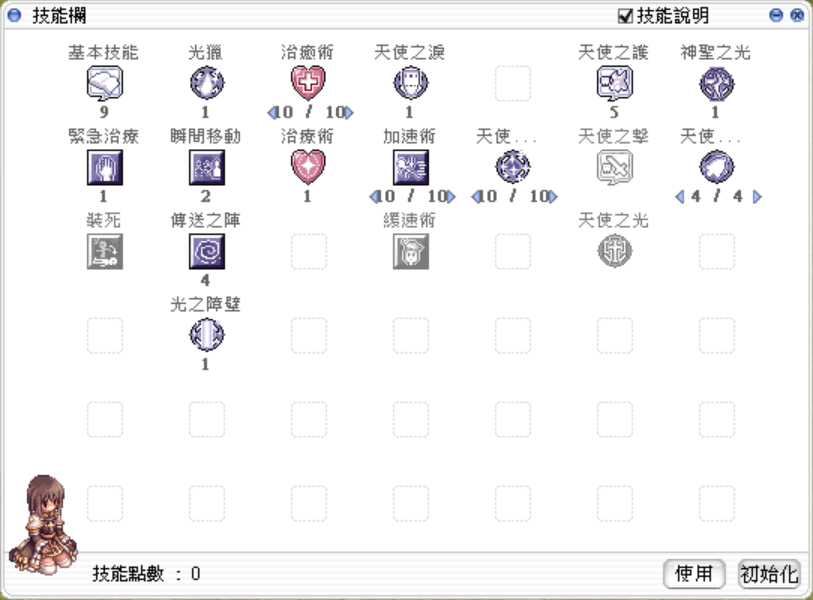 技能欄 技能說明
基本技能 光獵 治癒術 天使之淚 天使之護 神聖之光
9 1 10 / 10 1 5 1
緊急治療 瞬間移動 治療術 加速術 天使... 天使之擊 天使...
1 2 1 10 / 10 10 / 10 4 / 4
裝死 傳送之陣 緩速術 天使之光
4
光之障壁
1
技能點數 : 0 使用 初始化